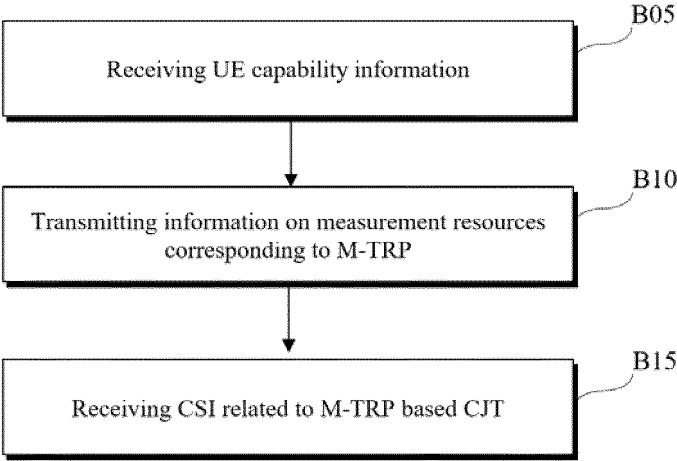 B05
Receiving UE capability information
B10
Transmitting information on measurement resources
corresponding to M-TRP
B15
Receiving CSI related to M-TRP based CJT